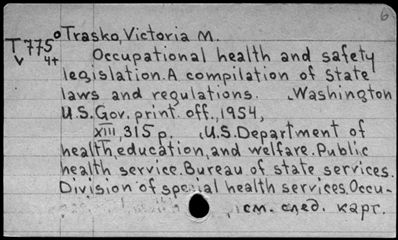 6
T 775
v 4+
Trasko, Victoria M.
Occupational health and safety
legislation. A compilation of State
laws and regulations. Washington
U.S. Gov. print. off., 1954,
XIII, 315 p. U.S. Department of
health, education, and welfare. Public
health service. Bureau of state services.
Division of special health services. Occu-
см. след. карт.